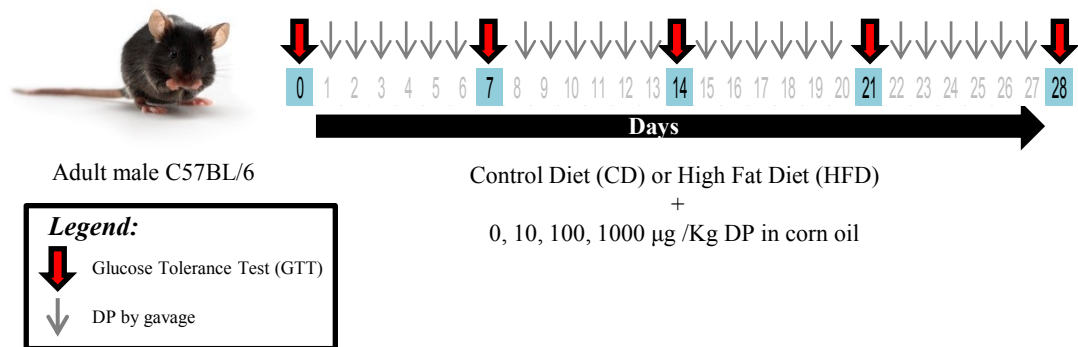 0 1 2 3 4 5 6 7 8 9 10 11 12 13 14 15 16 17 18 19 20 21 22 23 24 25 26 27 28
Days
Adult male C57BL/6
Control Diet (CD) or High Fat Diet (HFD)
+
0, 10, 100, 1000 µg /Kg DP in corn oil
Legend:
Glucose Tolerance Test (GTT)
DP by gavage